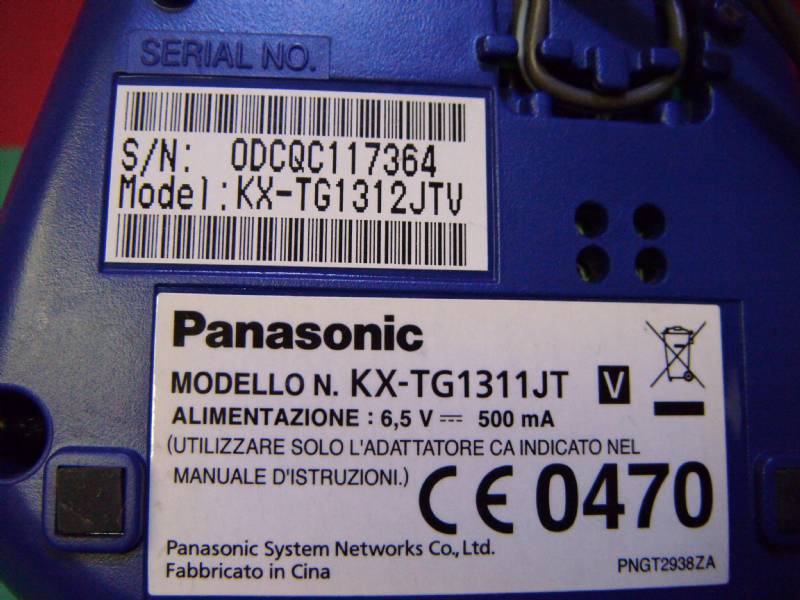 SERIAL NO.
S/N: 0DCQC117364
Model:KX-TG1312JTV
Panasonic
MODELLO N. KX-TG1311JT V
ALIMENTAZIONE : 6,5 V ⎓ 500 mA
(UTILIZZARE SOLO L'ADATTATORE CA INDICATO NEL
MANUALE D'ISTRUZIONI.)
CE 0470
Panasonic System Networks Co., Ltd.
Fabbricato in Cina
PNGT2938ZA